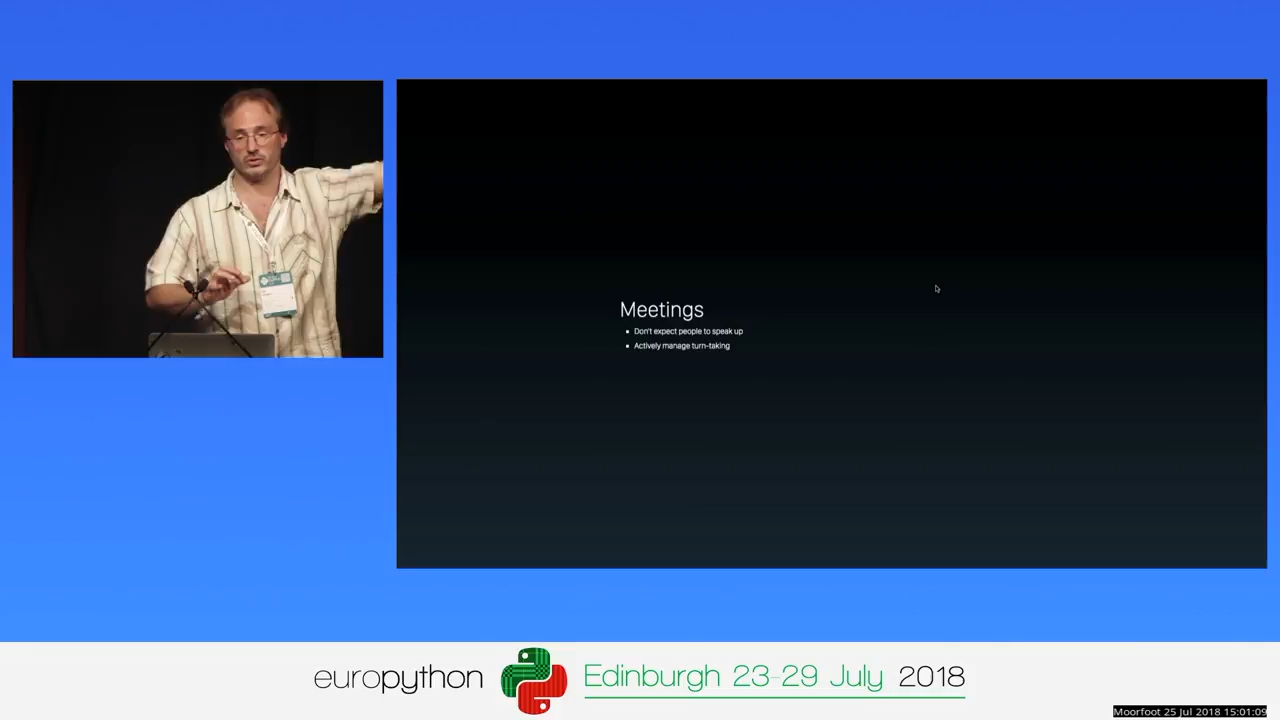 Meetings
Don't expect people to speak up
Actively manage turn-taking
europython
Edinburgh 23-29 July 2018
Moorfoot 25 Jul 2018 15:01:09